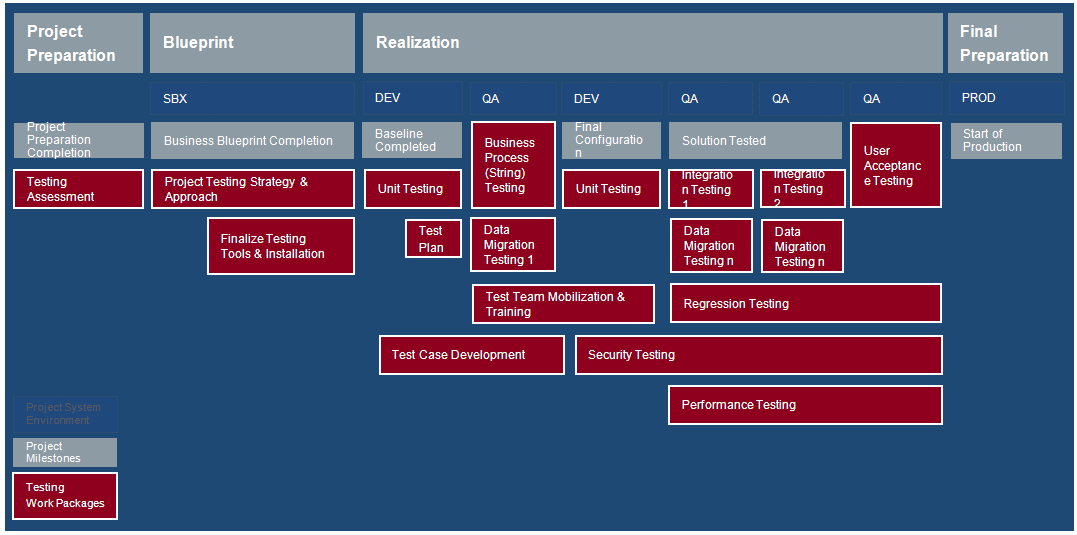 Project
Preparation
Blueprint
Realization
Final
Preparation
SBX
DEV
QA
DEV
QA
QA
QA
PROD
Project
Preparation
Completion
Business Blueprint Completion
Baseline
Completed
Business
Process
(String)
Testing
Final
Configuratio
n
Solution Tested
User
Acceptanc
e Testing
Start of
Production
Testing
Assessment
Project Testing Strategy &
Approach
Unit Testing
Unit Testing
Integratio
n Testing
1
Integratio
n Testing
2
Finalize Testing
Tools & Installation
Test
Plan
Data
Migration
Testing 1
Data
Migration
Testing n
Data
Migration
Testing n
Test Team Mobilization &
Training
Regression Testing
Test Case Development
Security Testing
Performance Testing
Project System
Environment
Project
Milestones
Testing
Work Packages